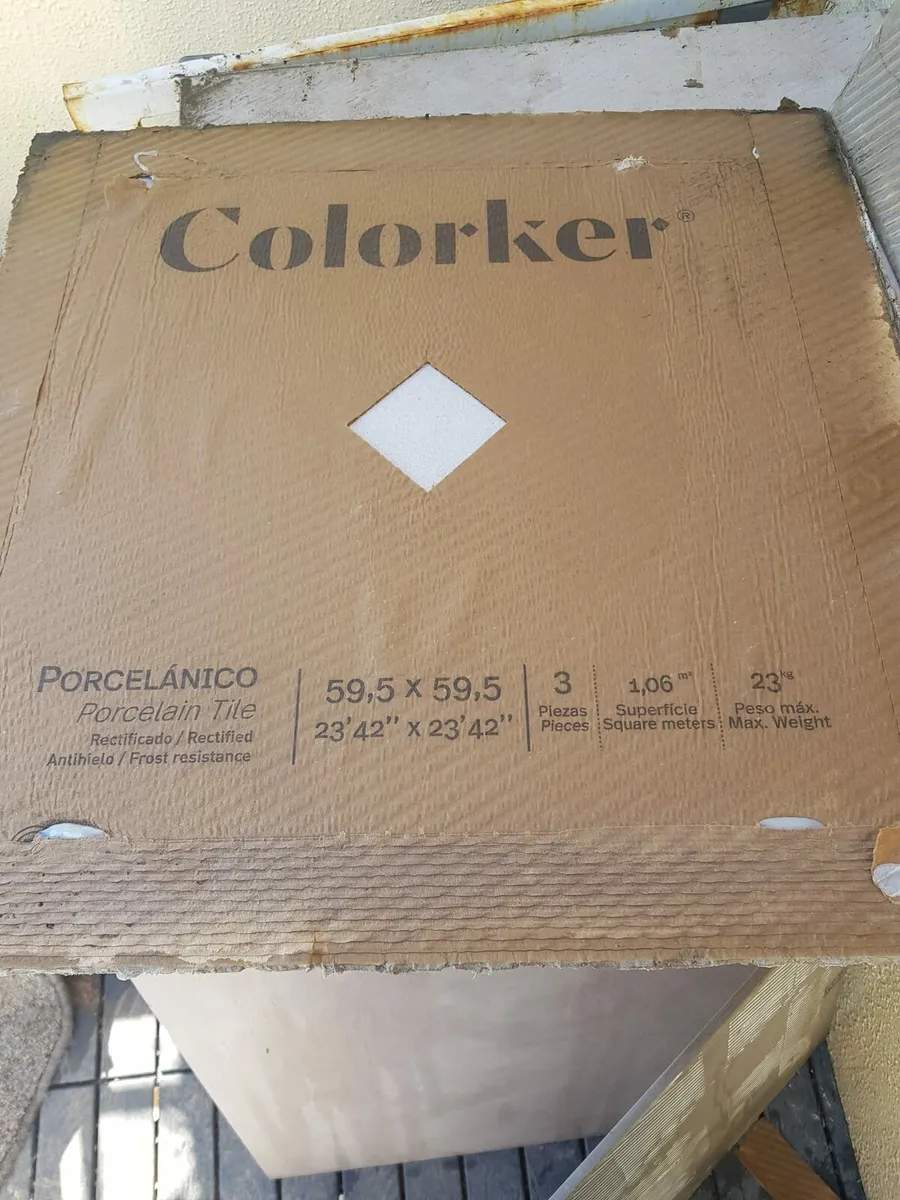 Colorker®
PORCELÁNICO
Porcelain Tile
Rectificado / Rectified
Antihielo / Frost resistance
59,5 x 59,5
23'42" x 23'42"
3
Piezas
Pieces
1,06 m²
Superfície
Square meters
23 kg
Peso máx.
Max. Weight